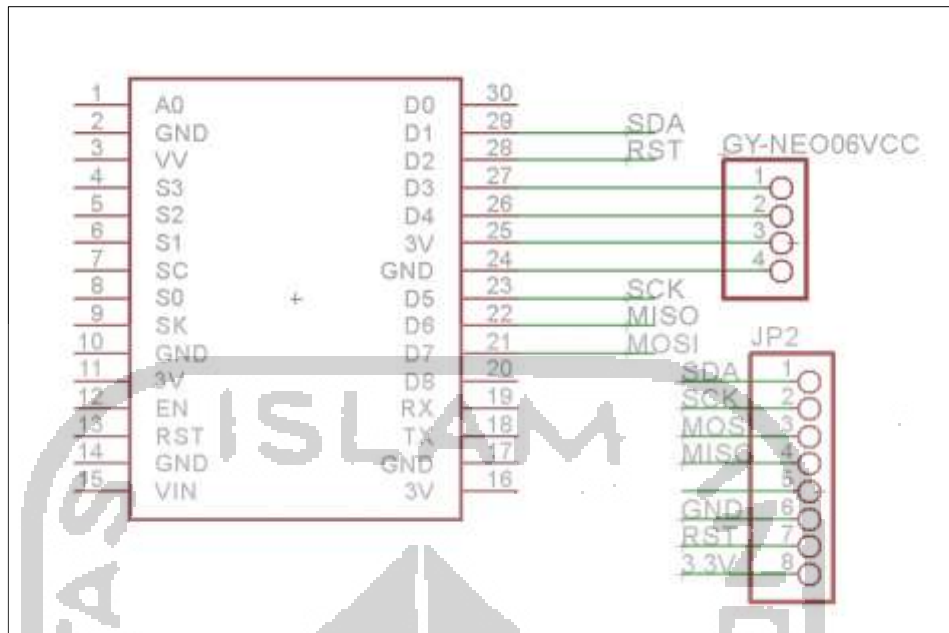 1 A0 D0 30
2 GND D1 29 SDA
3 VV D2 28 RST
GY-NEO06VCC
4 S3 D3 27 1
5 S2 D4 26 2
6 S1 3V 25 3
7 SC GND 24 4
8 S0 D5 23 SCK
9 SK D6 22 MISO
10 GND D7 21 MOSI
JP2
11 3V D8 20 SDA 1
12 EN RX 19 SCK 2
13 RST TX 18 MOSI 3
14 GND GND 17 MISO 4
15 VIN 3V 16 5
GND 6
RST 7
3.3V 8
ISLAM